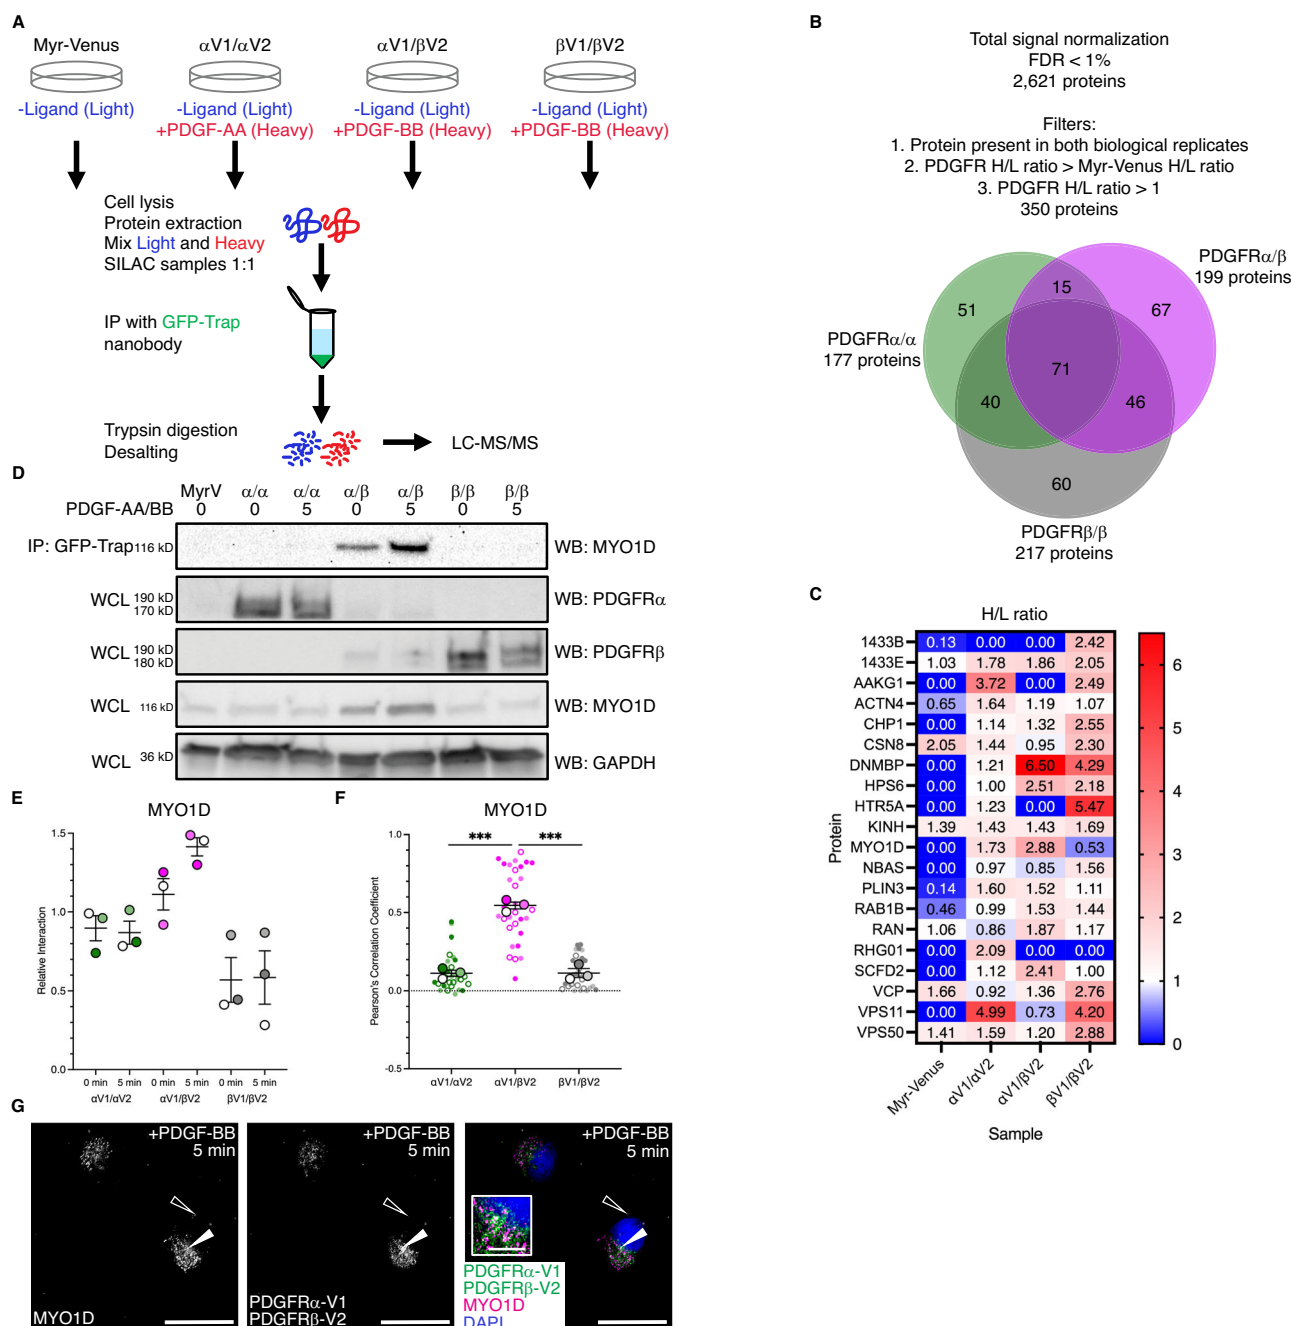 A
Myr-Venus
αV1/αV2
αV1/βV2
βV1/βV2
-Ligand (Light)
-Ligand (Light)
-Ligand (Light)
-Ligand (Light)
+PDGF-AA (Heavy)
+PDGF-BB (Heavy)
+PDGF-BB (Heavy)
Cell lysis
Protein extraction
Mix Light and Heavy
SILAC samples 1:1
IP with GFP-Trap
nanobody
Trypsin digestion
Desalting
LC-MS/MS
B
Total signal normalization
FDR < 1%
2,621 proteins
Filters:
1. Protein present in both biological replicates
2. PDGFR H/L ratio > Myr-Venus H/L ratio
3. PDGFR H/L ratio > 1
350 proteins
PDGFRα/β
199 proteins
PDGFRα/α
177 proteins
51
15
67
71
40
46
60
PDGFRβ/β
217 proteins
C
H/L ratio
1433B 0.13 0.00 0.00 2.42
1433E 1.03 1.78 1.86 2.05
AAKG1 0.00 3.72 0.00 2.49
ACTN4 0.65 1.64 1.19 1.07
CHP1 0.00 1.14 1.32 2.55
CSN8 2.05 1.44 0.95 2.30
DNMBP 0.00 1.21 6.50 4.29
HPS6 0.00 1.00 2.51 2.18
HTR5A 0.00 1.23 0.00 5.47
KINH 1.39 1.43 1.43 1.69
MYO1D 0.00 1.73 2.88 0.53
NBAS 0.00 0.97 0.85 1.56
PLIN3 0.14 1.60 1.52 1.11
RAB1B 0.46 0.99 1.53 1.44
RAN 1.06 0.86 1.87 1.17
RHG01 0.00 2.09 0.00 0.00
SCFD2 0.00 1.12 2.41 1.00
VCP 1.66 0.92 1.36 2.76
VPS11 0.00 4.99 0.73 4.20
VPS50 1.41 1.59 1.20 2.88
Protein
Myr-Venus
αV1/αV2
αV1/βV2
βV1/βV2
Sample
6
5
4
3
2
1
0
D
MyrV α/α α/α α/β α/β β/β β/β
PDGF-AA/BB 0 0 5 0 5 0 5
IP: GFP-Trap 116 kD WB: MYO1D
WCL 190 kD 170 kD WB: PDGFRα
WCL 190 kD 180 kD WB: PDGFRβ
WCL 116 kD WB: MYO1D
WCL 36 kD WB: GAPDH
E
MYO1D
Relative Interaction
1.5
1.0
0.5
0.0
0 min 5 min 0 min 5 min 0 min 5 min
αV1/αV2 αV1/βV2 βV1/βV2
F
MYO1D
Pearson's Correlation Coefficient
1.0
0.5
0.0
-0.5
*** ***
αV1/αV2 αV1/βV2 βV1/βV2
G
+PDGF-BB
5 min
MYO1D
+PDGF-BB
5 min
PDGFRα-V1
PDGFRβ-V2
+PDGF-BB
5 min
PDGFRα-V1
PDGFRβ-V2
MYO1D
DAPI